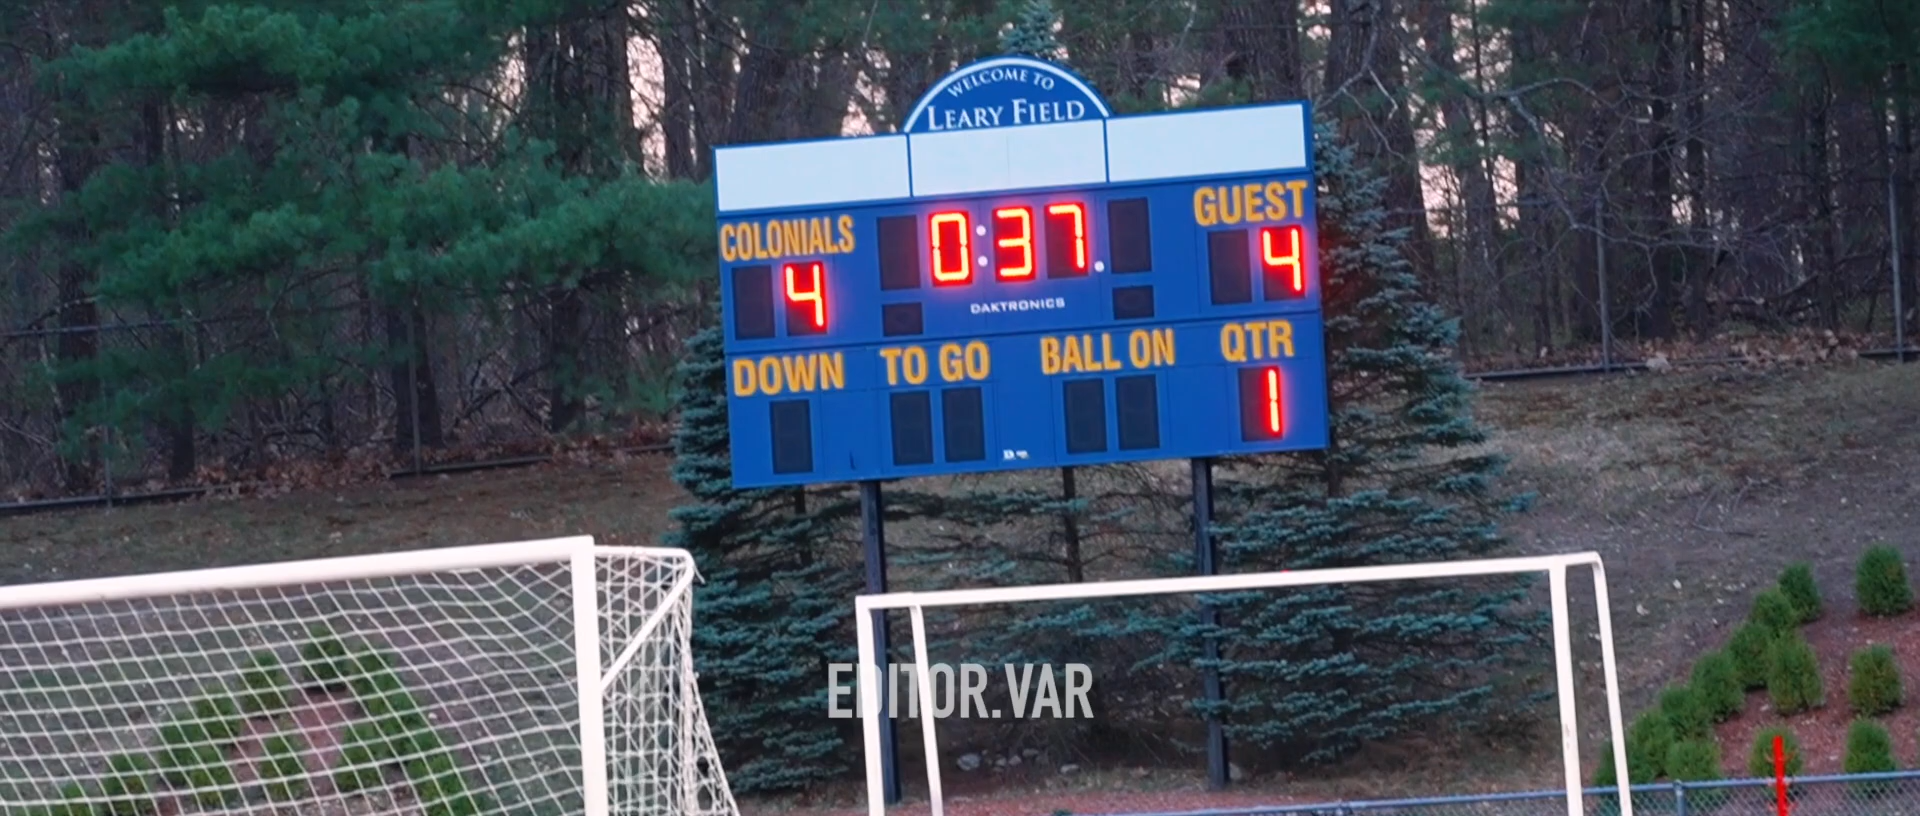 WELCOME TO
LEARY FIELD
COLONIALS
0:37
GUEST
4
4
DAKTRONICS
DOWN
TO GO
BALL ON
QTR
1
EDITOR.VAR